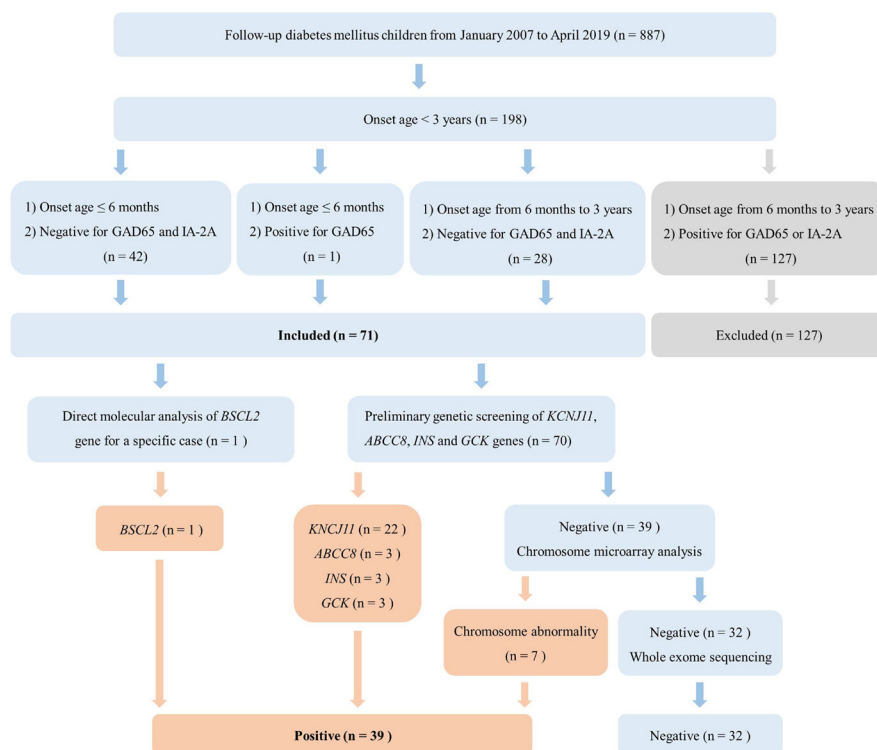 Follow-up diabetes mellitus children from January 2007 to April 2019 (n = 887)
Onset age < 3 years (n = 198)
1) Onset age ≤ 6 months
2) Negative for GAD65 and IA-2A
(n = 42)
1) Onset age ≤ 6 months
2) Positive for GAD65
(n = 1)
1) Onset age from 6 months to 3 years
2) Negative for GAD65 and IA-2A
(n = 28)
1) Onset age from 6 months to 3 years
2) Positive for GAD65 or IA-2A
(n = 127)
Included (n = 71)
Excluded (n = 127)
Direct molecular analysis of BSCL2
gene for a specific case (n = 1 )
Preliminary genetic screening of KCNJ11,
ABCC8, INS and GCK genes (n = 70)
BSCL2 (n = 1 )
KNCJ11 (n = 22 )
ABCC8 (n = 3 )
INS (n = 3 )
GCK (n = 3 )
Negative (n = 39 )
Chromosome microarray analysis
Chromosome abnormality
(n = 7 )
Negative (n = 32 )
Whole exome sequencing
Positive (n = 39 )
Negative (n = 32 )